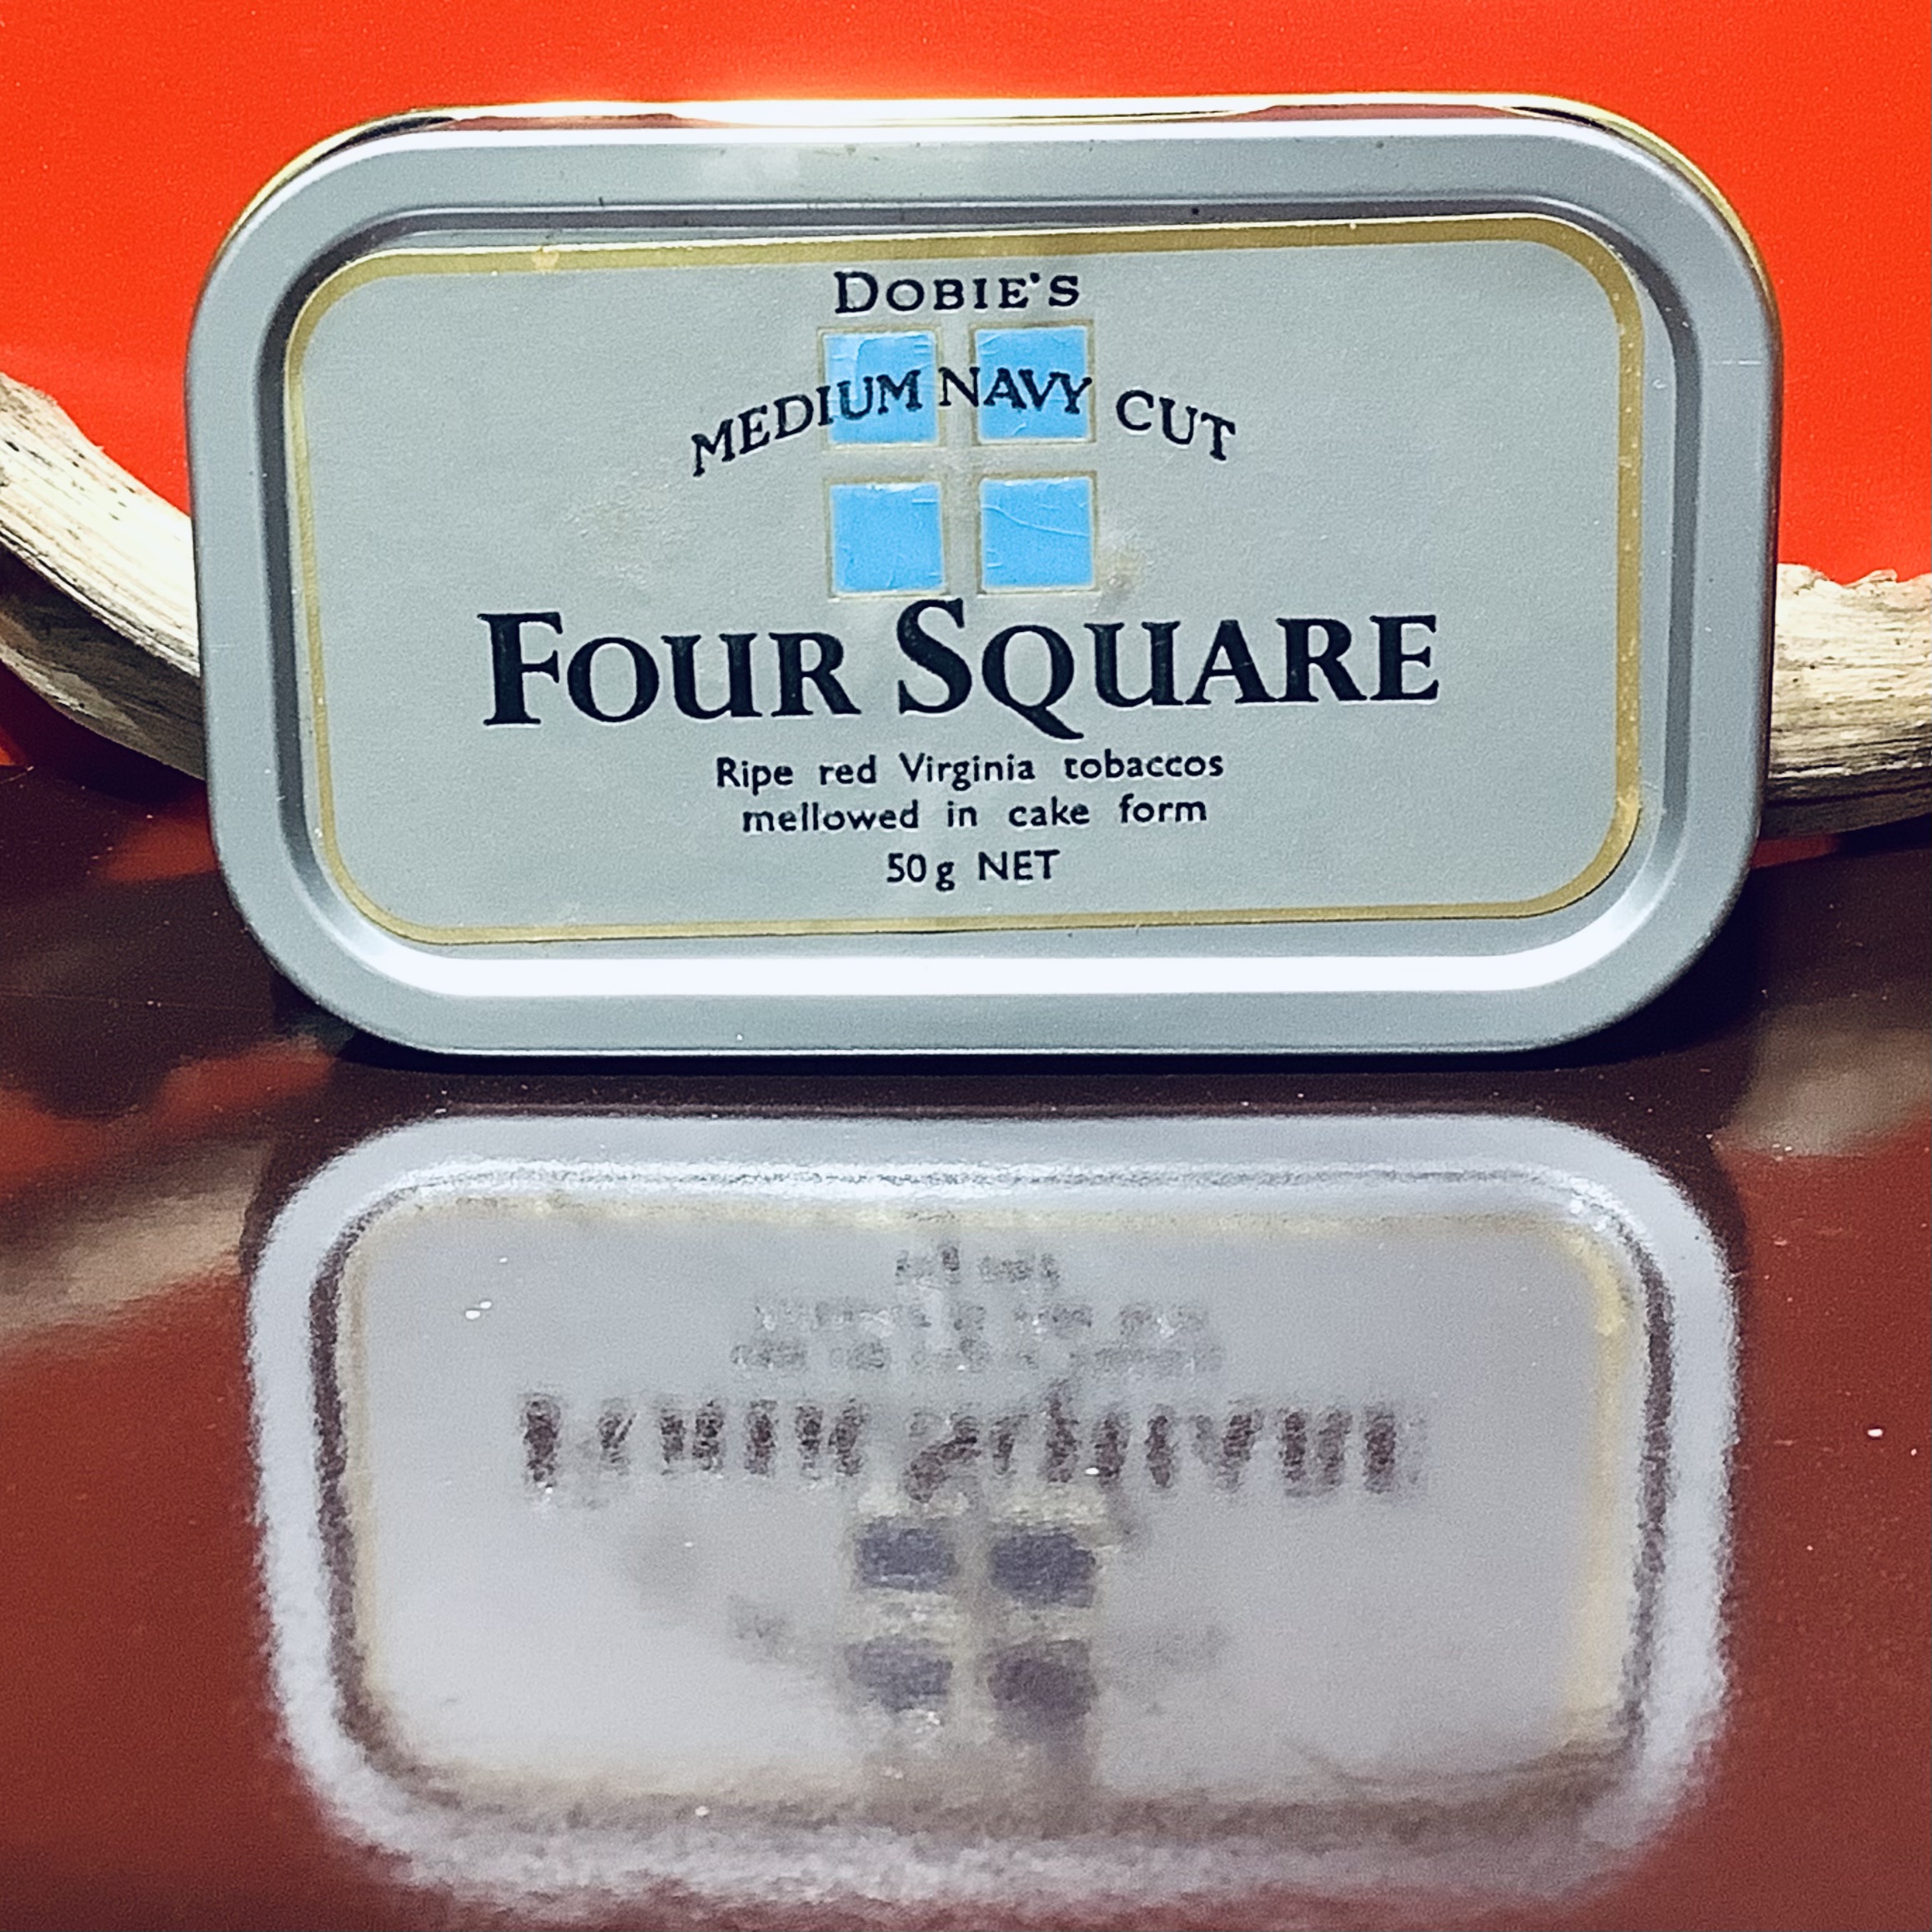 DOBIE'S
MEDIUM NAVY CUT
FOUR SQUARE
Ripe red Virginia tobaccos
mellowed in cake form
50g NET